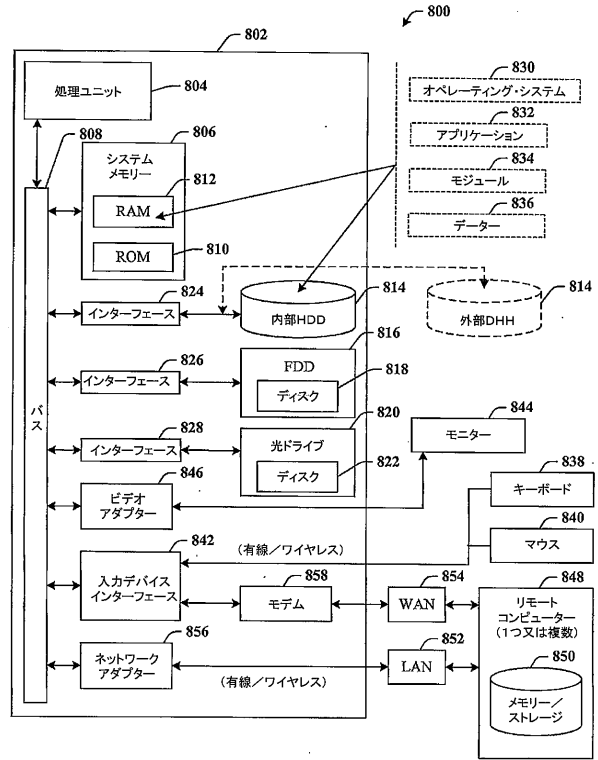 800
802
804
処理ユニット
830
オペレーティング・システム
832
アプリケーション
834
モジュール
836
データー
808
806
システム
メモリー
812
RAM
810
ROM
824
インターフェース
814
内部HDD
814
外部DHH
816
FDD
826
インターフェース
818
ディスク
バス
820
光ドライブ
828
インターフェース
822
ディスク
844
モニター
846
ビデオ
アダプター
838
キーボード
840
マウス
842
入力デバイス
インターフェース
(有線/ワイヤレス)
858
モデム
854
WAN
848
リモート
コンピューター
(1つ又は複数)
856
ネットワーク
アダプター
(有線/ワイヤレス)
852
LAN
850
メモリー/
ストレージ